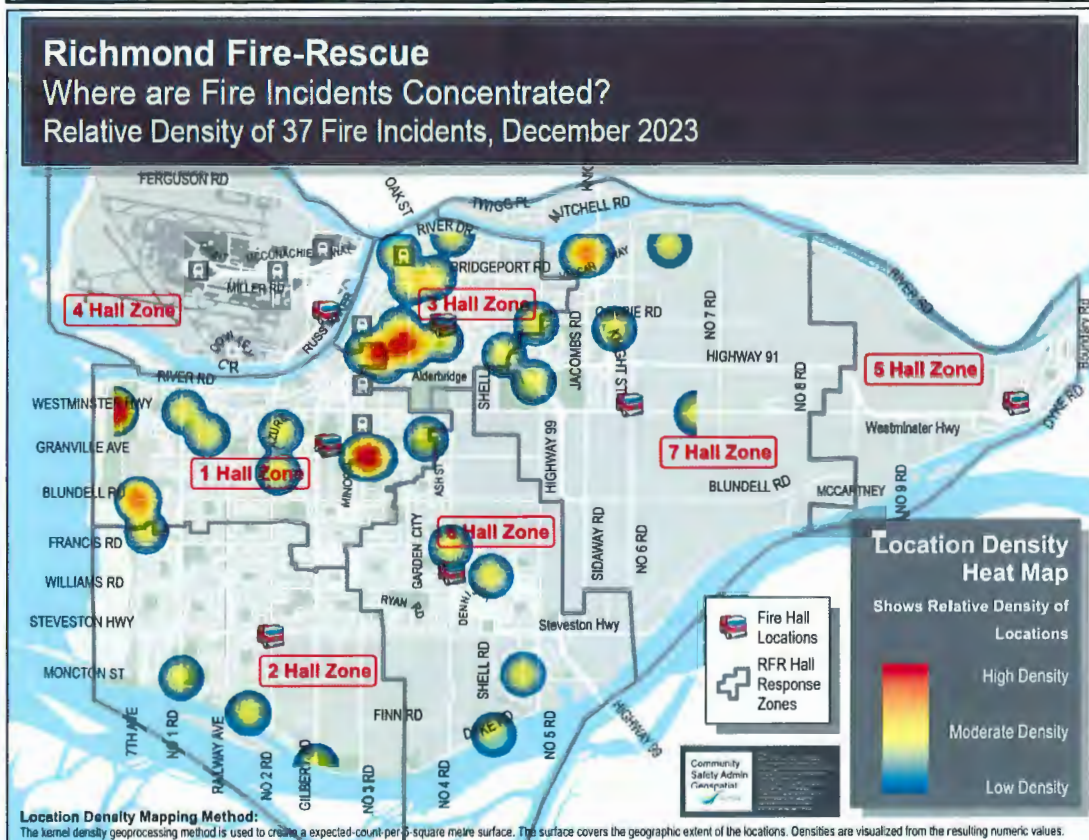 Richmond Fire-Rescue
Where are Fire Incidents Concentrated?
Relative Density of 37 Fire Incidents, December 2023
FERGUSON RD
OAK ST
TWIGG PL
MITCHELL RD
RIVER DR
MCCONACHIE
BRIDGEPORT RD
WAY
MILLER RD
4 Hall Zone
3 Hall Zone
RIVER RD
NO 7 RD
JACOBS RD
HIGHWAY 91
NO 8 RD
5 Hall Zone
Boundary Rd
RIVER RD
Alderbridge
SHELL
DYKE RD
WESTMINSTER HWY
Westminster Hwy
GRANVILLE AVE
1 Hall Zone
MINORU
ASH ST
HIGHWAY 99
7 Hall Zone
BLUNDELL RD
BLUNDELL RD
MCCARTNEY
NO 9 RD
FRANCIS RD
GARDEN CITY
6 Hall Zone
SIDAWAY RD
NO 6 RD
WILLIAMS RD
RYAN RD
STEVESTON HWY
Steveston Hwy
MONCTON ST
2 Hall Zone
SHELL RD
FINN RD
7TH AVE
NO 1 RD
RAILWAY AVE
NO 2 RD
GILBERT RD
NO 3 RD
NO 4 RD
NO 5 RD
HIGHWAY 99
Fire Hall
Locations
RFR Hall
Response
Zones
Location Density
Heat Map
Shows Relative Density of
Locations
High Density
Moderate Density
Low Density
Community
Safety Admin
Geospatial
Location Density Mapping Method:
The kernel density geoprocessing method is used to create a expected-count-per-5-square metre surface. The surface covers the geographic extent of the locations. Densities are visualized from the resulting numeric values.